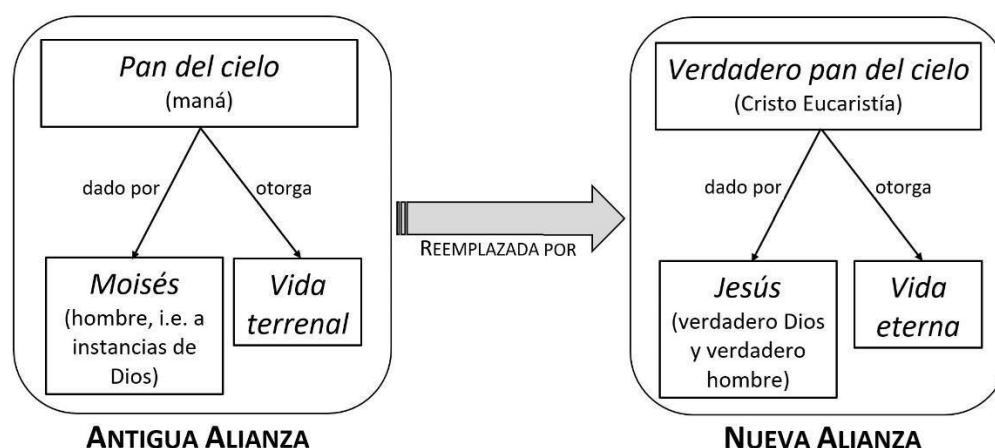 Pan del cielo
(maná)
dado por
otorga
Moisés
(hombre, i.e. a
instancias de
Dios)
Vida
terrenal
ANTIGUA ALIANZA
REEMPLAZADA POR
Verdadero pan del cielo
(Cristo Eucaristía)
dado por
otorga
Jesús
(verdadero Dios
y verdadero
hombre)
Vida
eterna
NUEVA ALIANZA